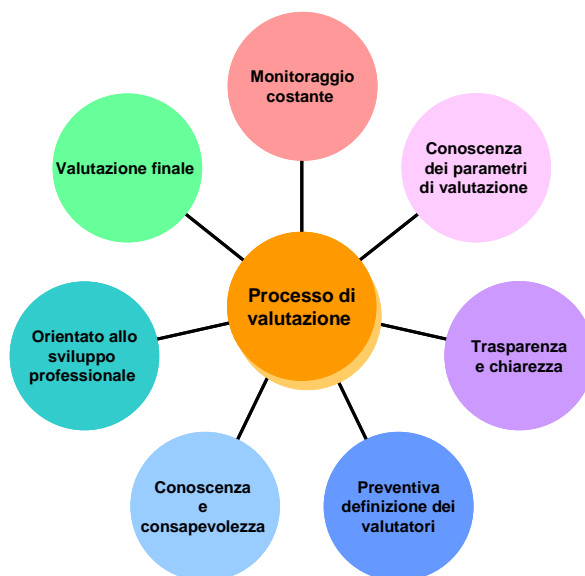 Monitoraggio
costante
Conoscenza
dei parametri
di valutazione
Valutazione finale
Processo di
valutazione
Orientato allo
sviluppo
professionale
Trasparenza
e chiarezza
Conoscenza
e
consapevolezza
Preventiva
definizione dei
valutatori